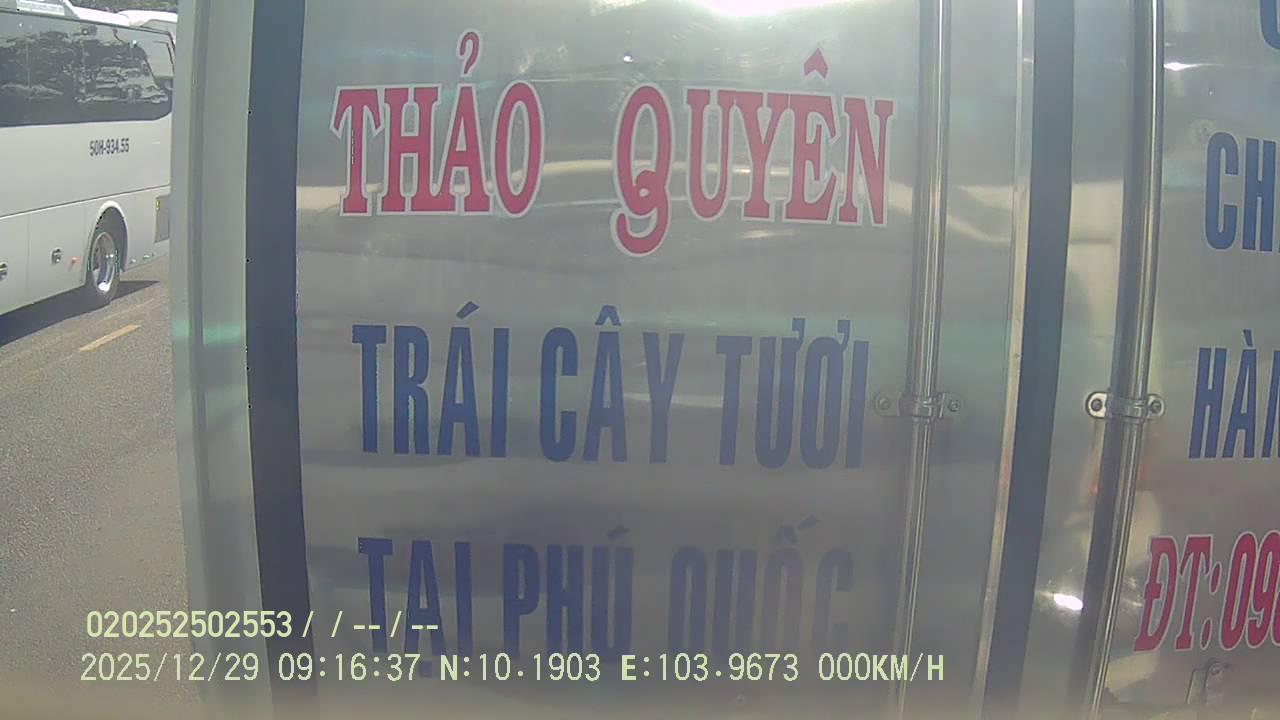 50H-934.55
THẢO QUYÊN
TRÁI CÂY TƯƠI
TẠI PHÚ QUỐC
CH
HÀN
ĐT:09
020252502553 / / -- / --
2025/12/29 09:16:37 N:10.1903 E:103.9673 000KM/H